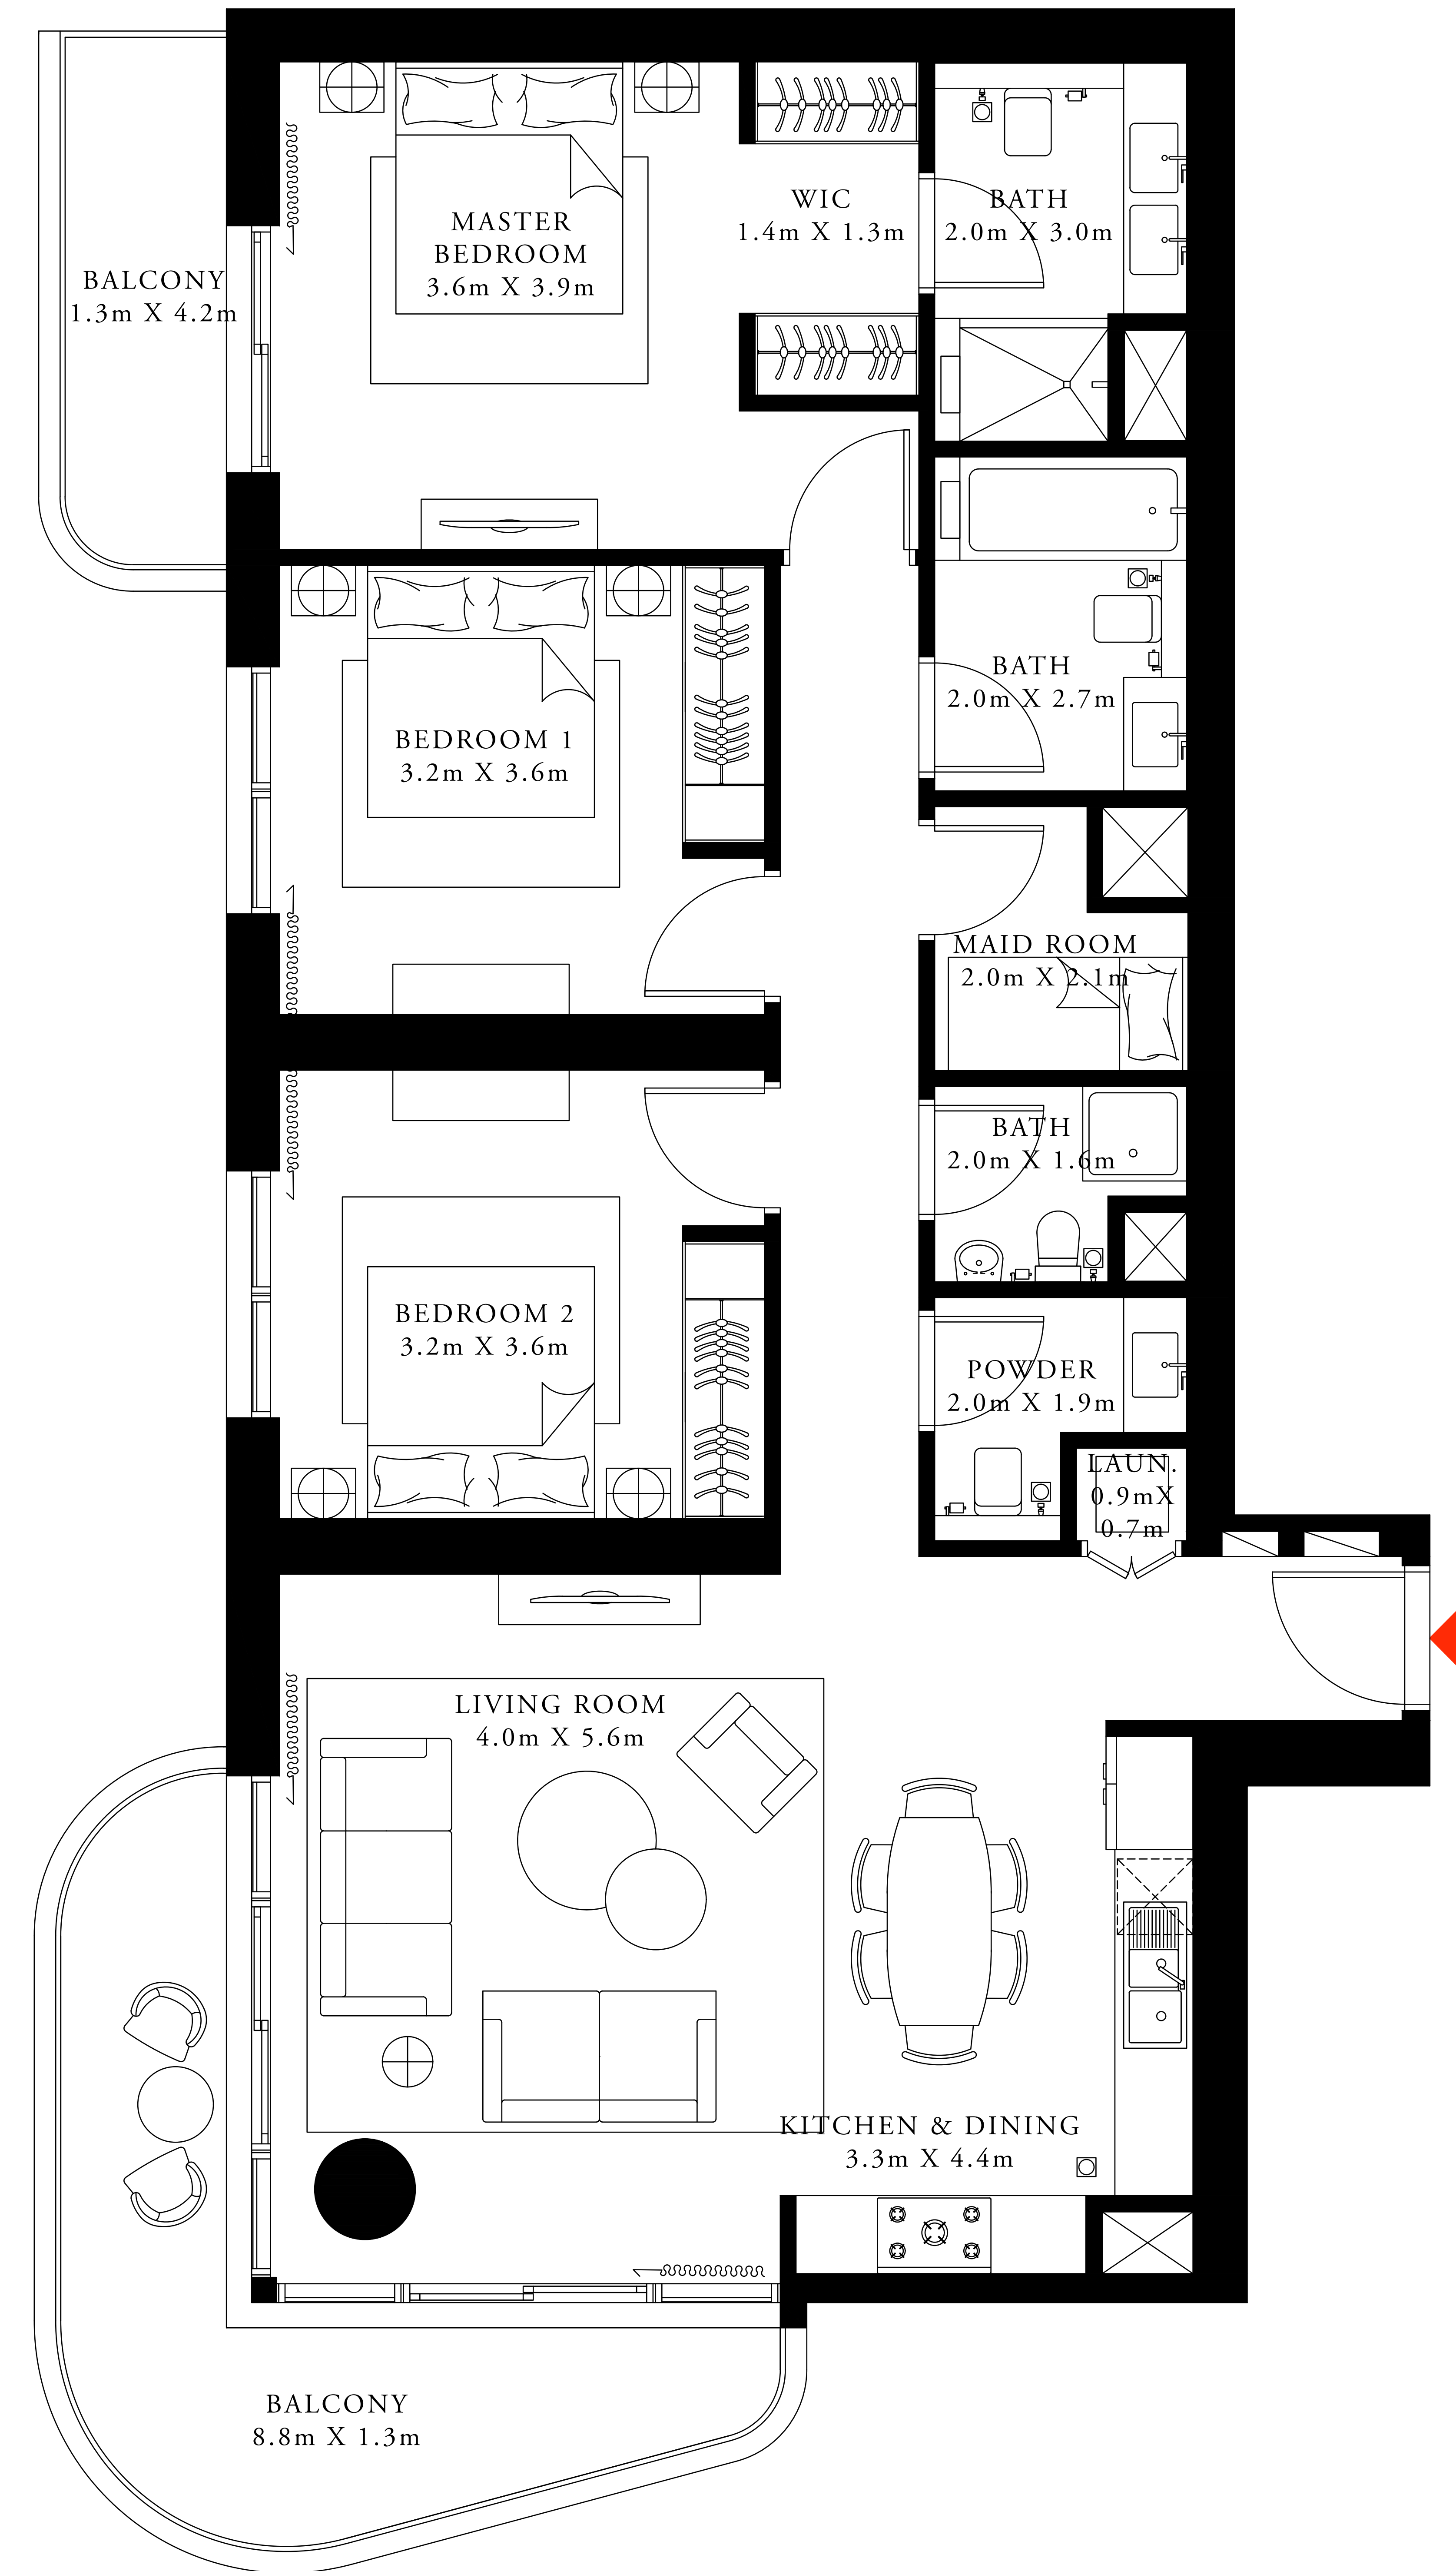 MASTER
BEDROOM
3.6m X 3.9m
WIC
1.4m X 1.3m
BATH
2.0m X 3.0m
BALCONY
1.3m X 4.2m
BATH
2.0m X 2.7m
BEDROOM 1
3.2m X 3.6m
MAID ROOM
2.0m X 2.1m
BATH
2.0m X 1.6m
BEDROOM 2
3.2m X 3.6m
POWDER
2.0m X 1.9m
LAUN.
0.9mX
0.7m
LIVING ROOM
4.0m X 5.6m
KITCHEN & DINING
3.3m X 4.4m
BALCONY
8.8m X 1.3m